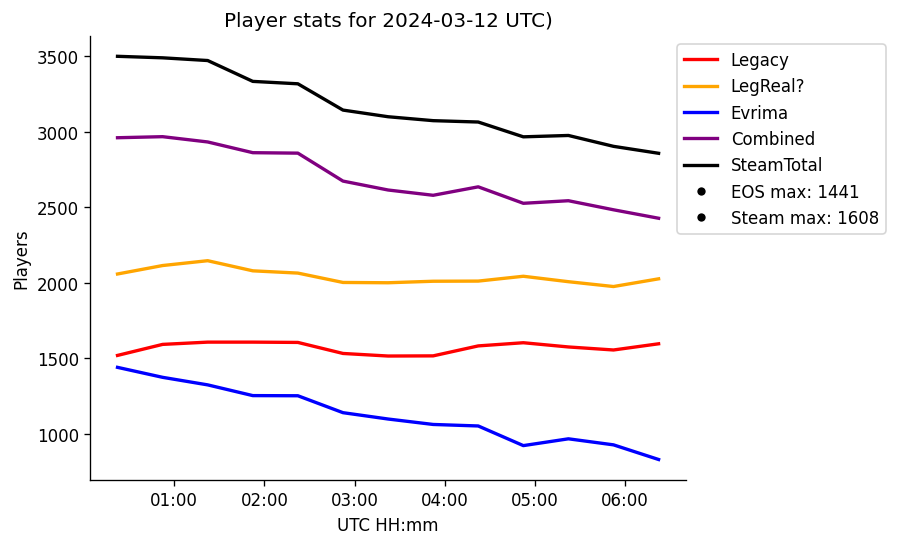 Player stats for 2024-03-12 UTC)
Legacy
LegReal?
Evrima
Combined
SteamTotal
EOS max: 1441
Steam max: 1608
Players
3500
3000
2500
2000
1500
1000
01:00 02:00 03:00 04:00 05:00 06:00
UTC HH:mm